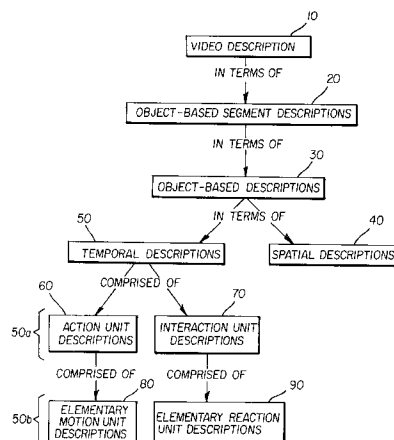 10
VIDEO DESCRIPTION
IN TERMS OF
20
OBJECT-BASED SEGMENT DESCRIPTIONS
IN TERMS OF
30
OBJECT-BASED DESCRIPTIONS
IN TERMS OF
50
40
TEMPORAL DESCRIPTIONS
SPATIAL DESCRIPTIONS
COMPRISED OF
60
70
50a
ACTION UNIT
DESCRIPTIONS
INTERACTION UNIT
DESCRIPTIONS
COMPRISED OF
COMPRISED OF
80
90
50b
ELEMENTARY
MOTION UNIT
DESCRIPTIONS
ELEMENTARY REACTION
UNIT DESCRIPTIONS